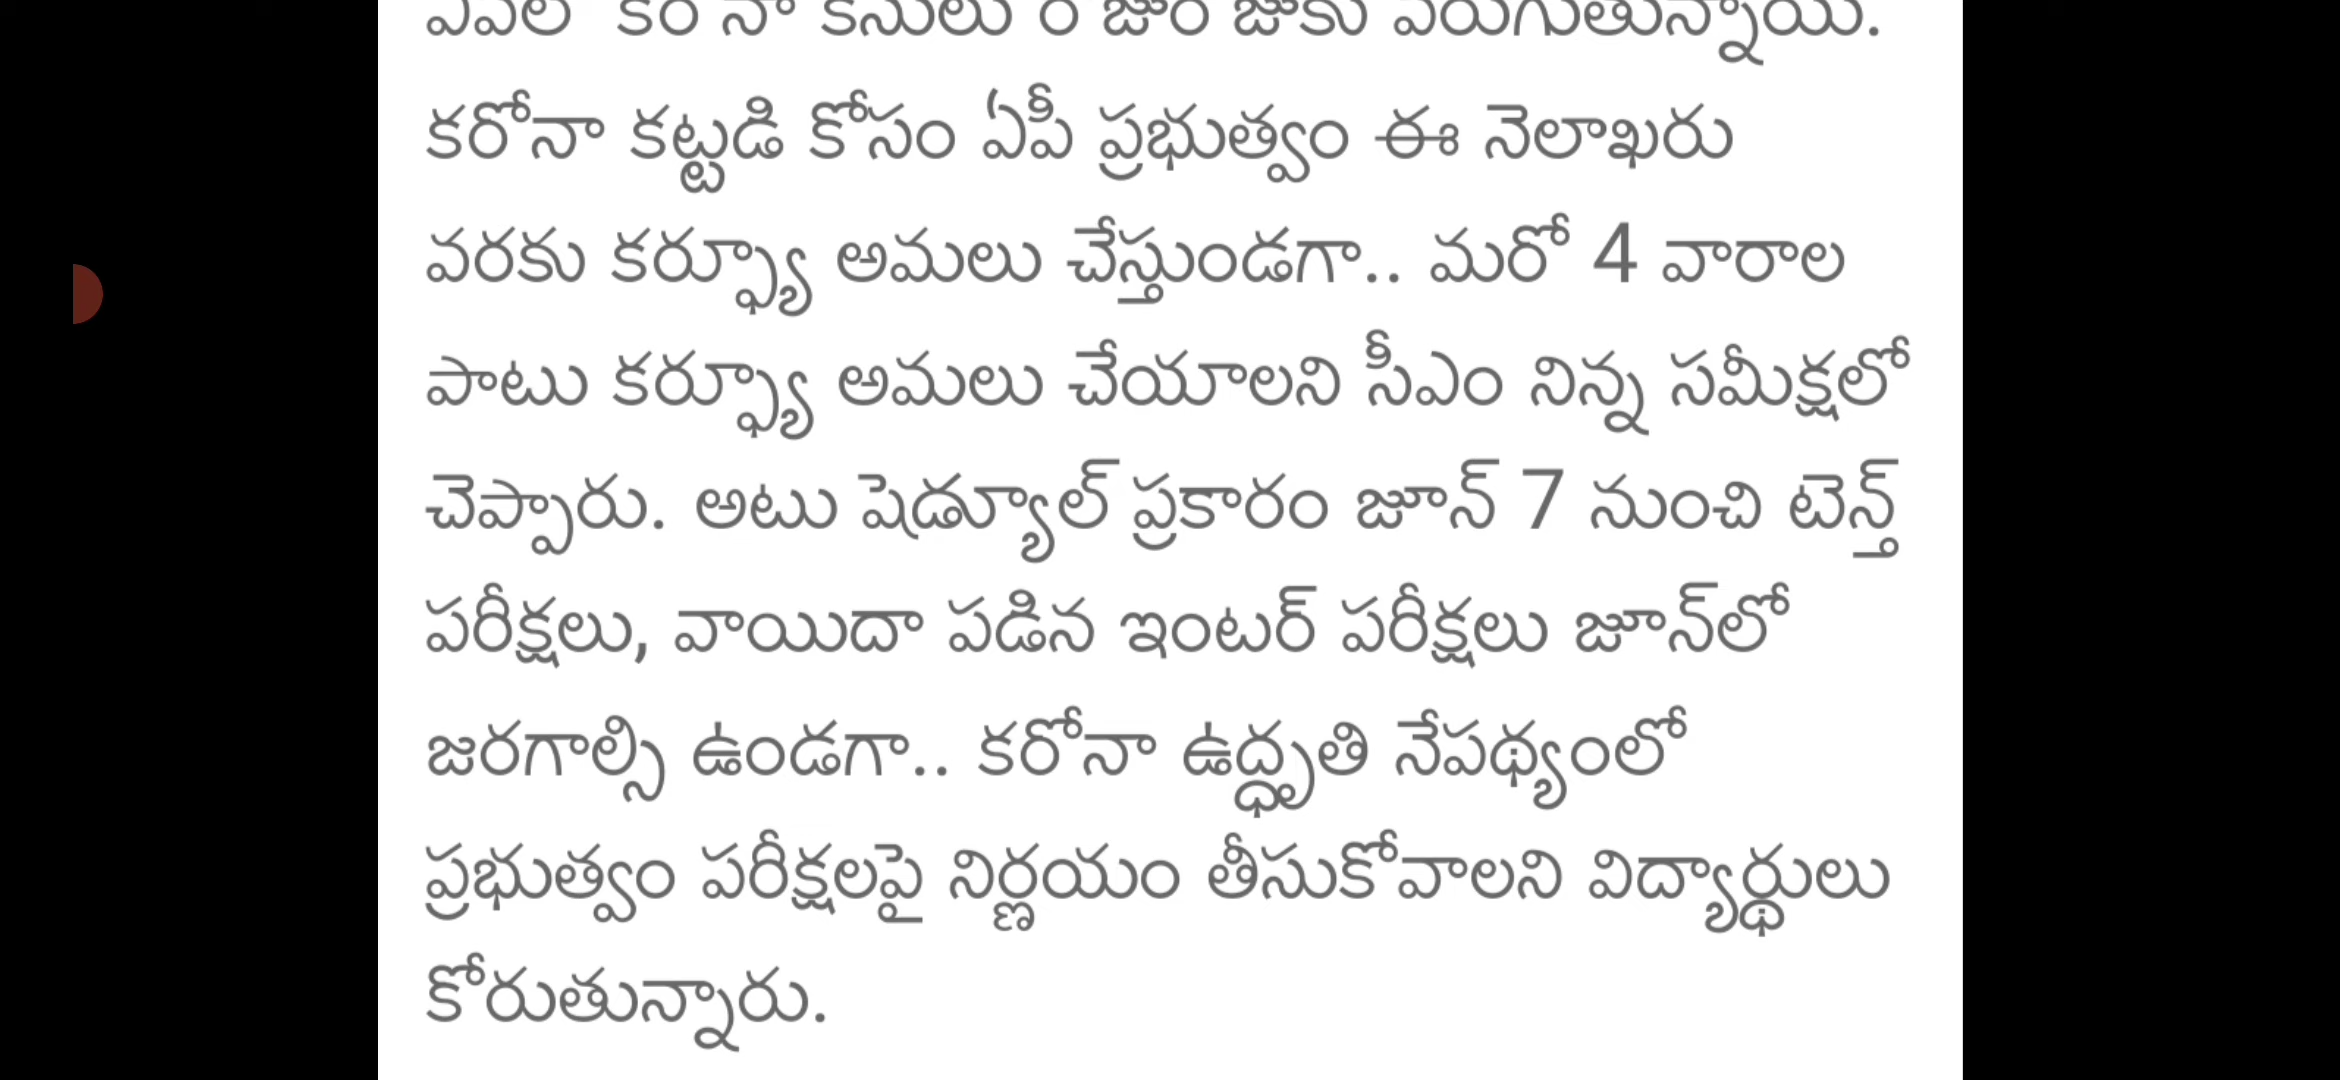 కరోనా కట్టడి కోసం ఏపీ ప్రభుత్వం ఈ నెలాఖరు
వరకు కర్ఫ్యూ అమలు చేస్తుండగా.. మరో 4 వారాల
పాటు కర్ఫ్యూ అమలు చేయాలని సీఎం నిన్న సమీక్షలో
చెప్పారు. అటు షెడ్యూల్ ప్రకారం జూన్ 7 నుంచి టెన్త్
పరీక్షలు, వాయిదా పడిన ఇంటర్ పరీక్షలు జూన్‌లో
జరగాల్సి ఉండగా.. కరోనా ఉద్ధృతి నేపథ్యంలో
ప్రభుత్వం పరీక్షలపై నిర్ణయం తీసుకోవాలని విద్యార్థులు
కోరుతున్నారు.